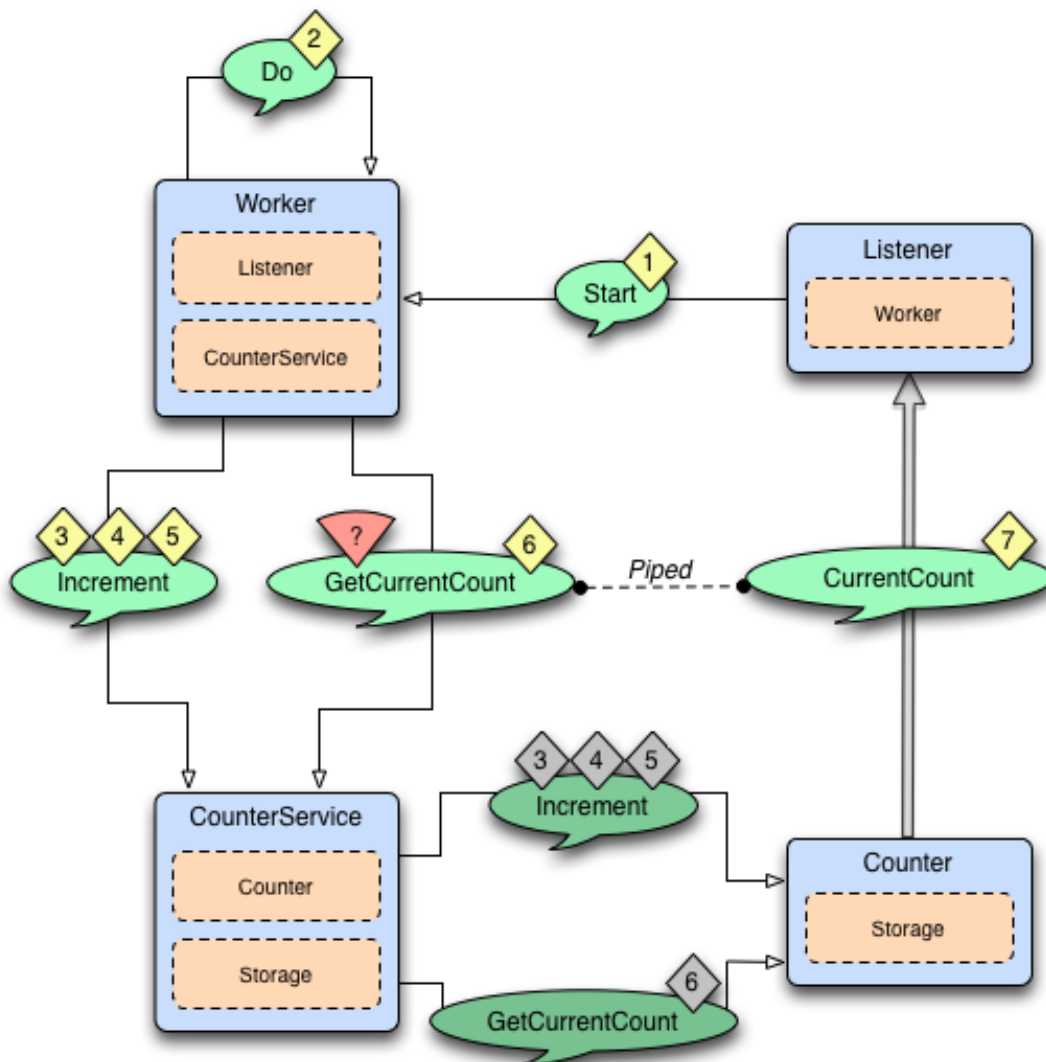 2
Do
Worker
Listener
CounterService
1
Start
Listener
Worker
3 4 5
Increment
?
6
GetCurrentCount
Piped
7
CurrentCount
CounterService
Counter
Storage
3 4 5
Increment
6
GetCurrentCount
Counter
Storage